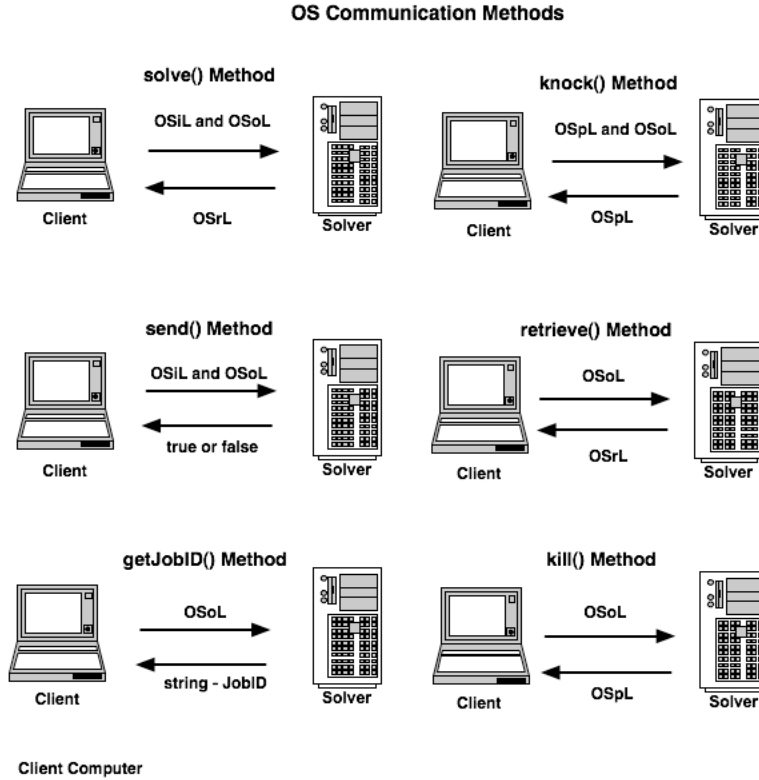 OS Communication Methods
solve() Method
OSiL and OSoL
OSrL
Client
Solver
knock() Method
OSpL and OSoL
OSpL
Client
Solver
send() Method
OSiL and OSoL
true or false
Client
Solver
retrieve() Method
OSoL
OSrL
Client
Solver
getJobID() Method
OSoL
string - JobID
Client
Solver
kill() Method
OSoL
OSpL
Client
Solver
Client Computer